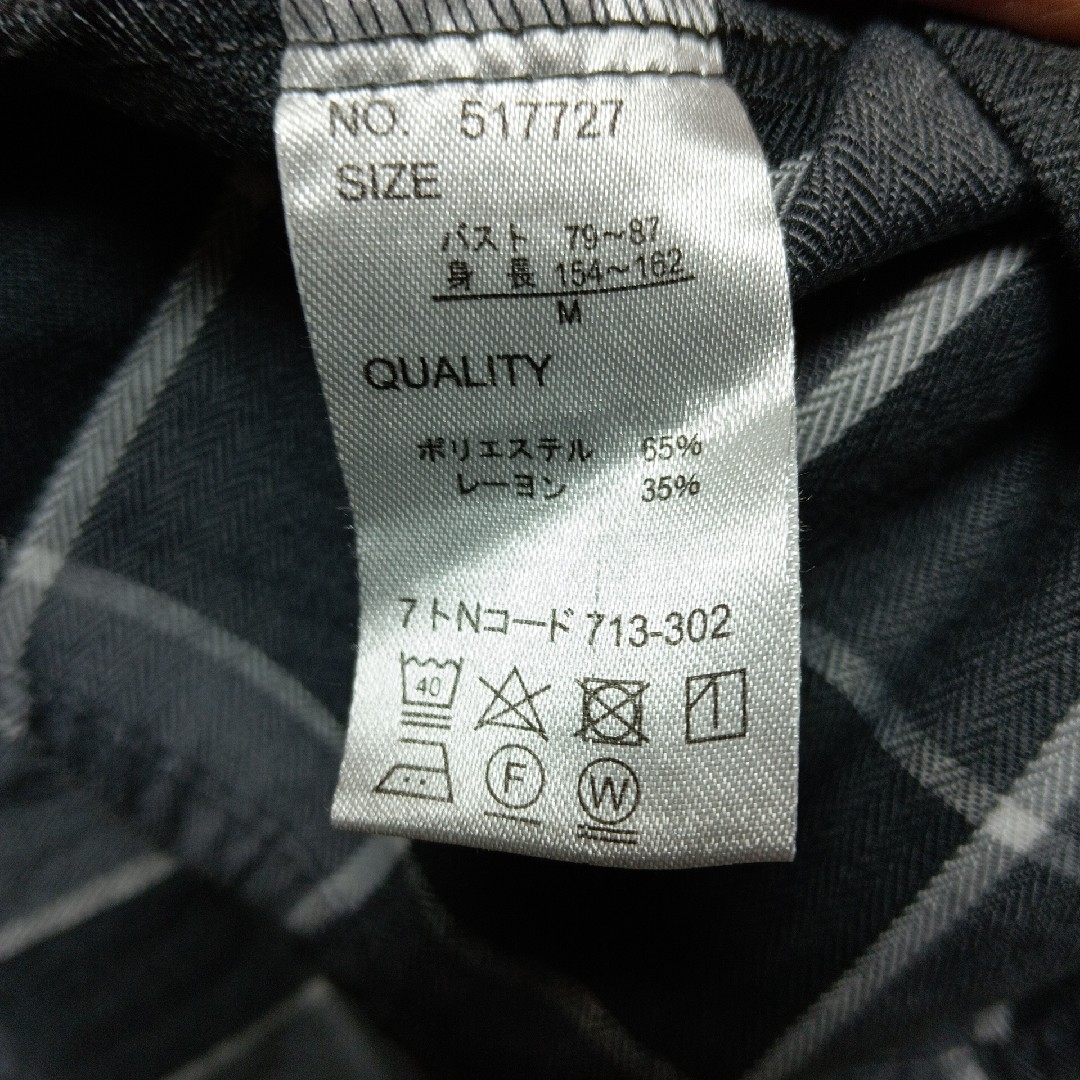 NO. 517727
SIZE
バスト 79～87
身 長 154～162
M
QUALITY
ポリエステル 65%
レーヨン 35%
7トNコード 713-302
40
F
W